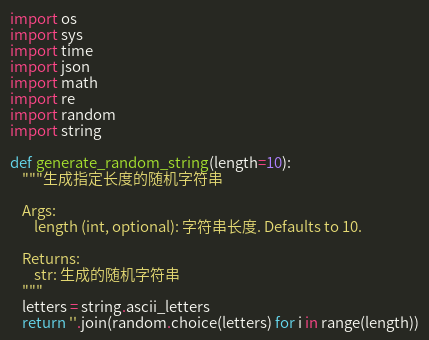 import os
import sys
import time
import json
import math
import re
import random
import string

def generate_random_string(length=10):
    """生成指定长度的随机字符串

    Args:
        length (int, optional): 字符串长度. Defaults to 10.

    Returns:
        str: 生成的随机字符串
    """
    letters = string.ascii_letters
    return ''.join(random.choice(letters) for i in range(length))